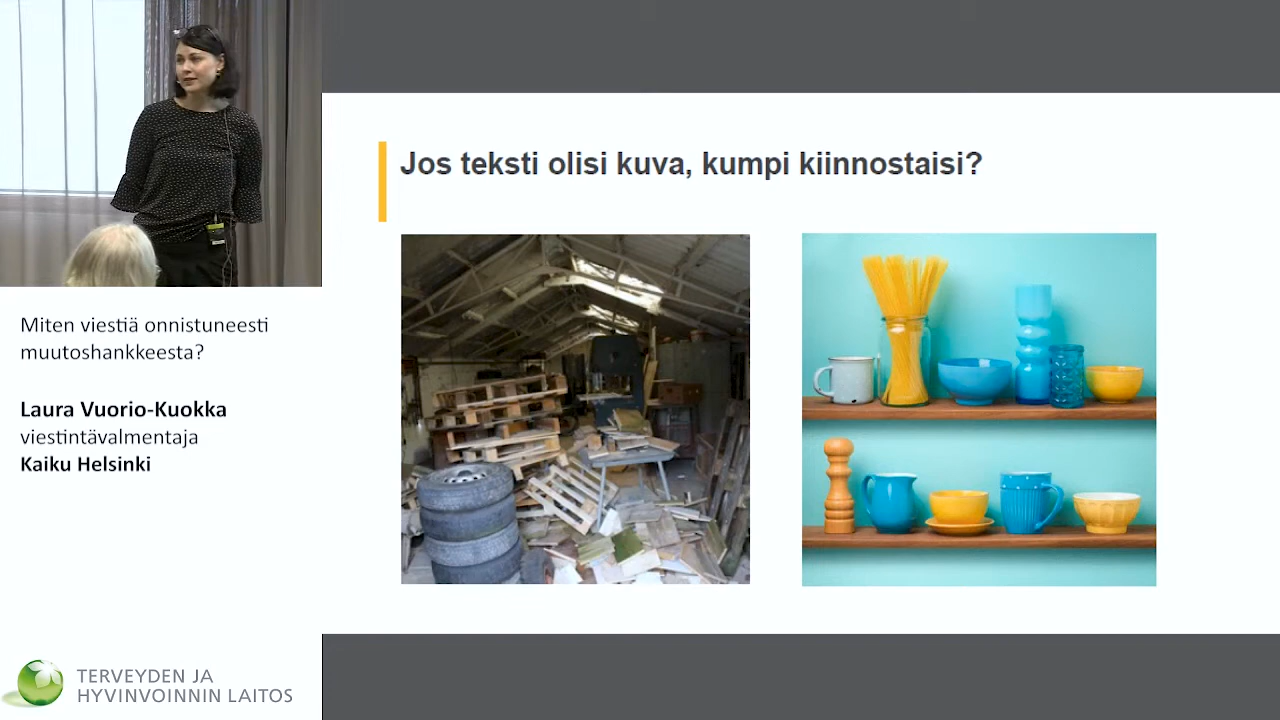 Jos teksti olisi kuva, kumpi kiinnostaisi?
Miten viestiä onnistuneesti
muutoshankkeesta?
Laura Vuorio-Kuokka
viestintävalmentaja
Kaiku Helsinki
TERVEYDEN JA
HYVINVOINNIN LAITOS